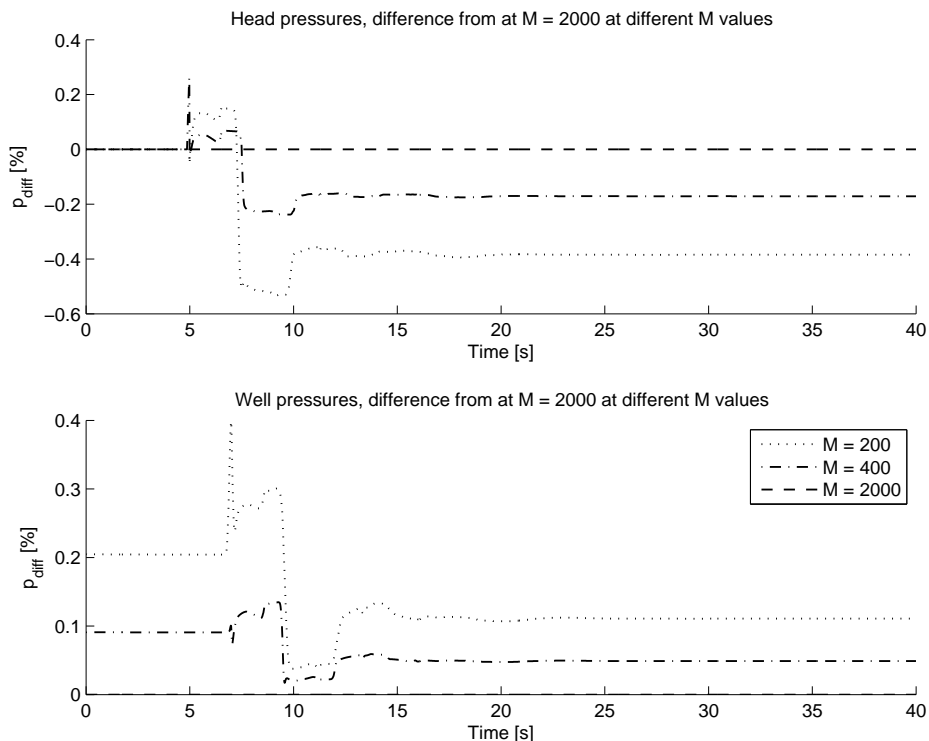 Head pressures, difference from at M = 2000 at different M values
0.4
0.2
0
−0.2
−0.4
−0.6
p_diff [%]
0 5 10 15 20 25 30 35 40
Time [s]
Well pressures, difference from at M = 2000 at different M values
0.4
0.3
0.2
0.1
0
p_diff [%]
M = 200
M = 400
M = 2000
0 5 10 15 20 25 30 35 40
Time [s]